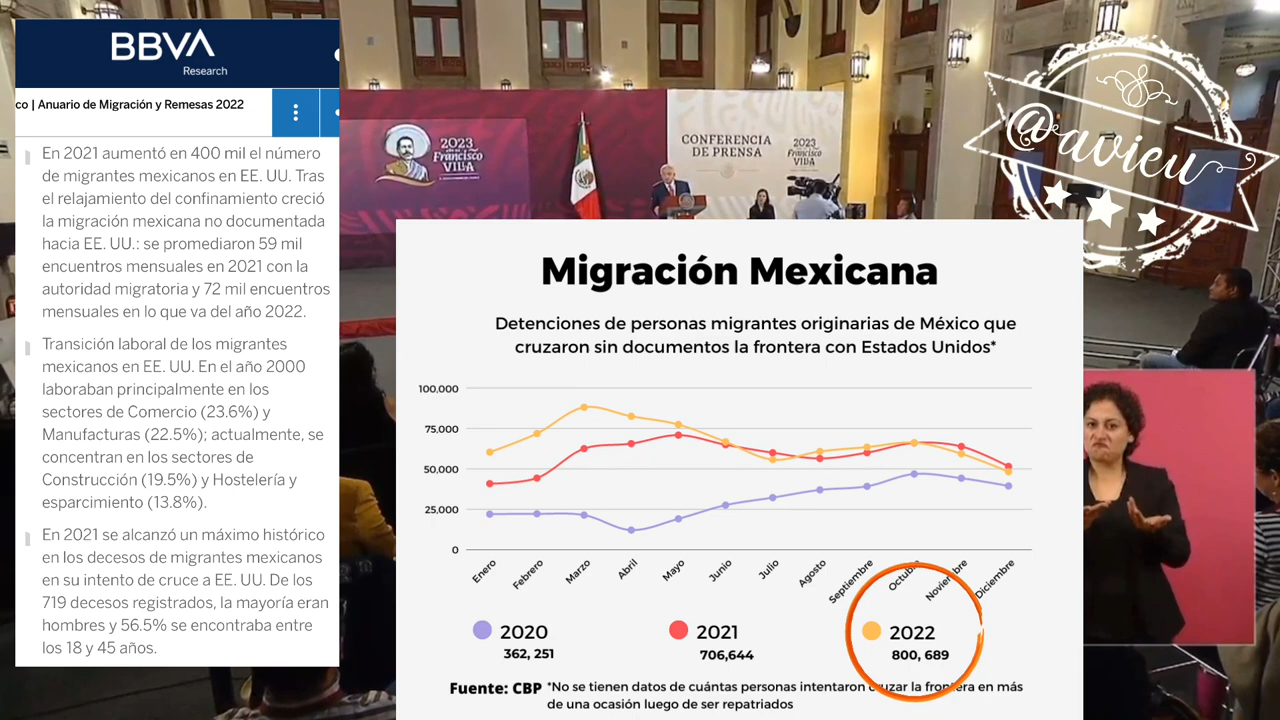 BBVA
Research
co | Anuario de Migración y Remesas 2022
En 2021 aumentó en 400 mil el número
de migrantes mexicanos en EE. UU. Tras
el relajamiento del confinamiento creció
la migración mexicana no documentada
hacia EE. UU.: se promediaron 59 mil
encuentros mensuales en 2021 con la
autoridad migratoria y 72 mil encuentros
mensuales en lo que va del año 2022.
Transición laboral de los migrantes
mexicanos en EE. UU. En el año 2000
laboraban principalmente en los
sectores de Comercio (23.6%) y
Manufacturas (22.5%); actualmente, se
concentran en los sectores de
Construcción (19.5%) y Hostelería y
esparcimiento (13.8%).
En 2021 se alcanzó un máximo histórico
en los decesos de migrantes mexicanos
en su intento de cruce a EE. UU. De los
719 decesos registrados, la mayoría eran
hombres y 56.5% se encontraba entre
los 18 y 45 años.
2023
Francisco
VILLA
CONFERENCIA
DE PRENSA
2023
Francisco
VILLA
@avieu
Migración Mexicana
Detenciones de personas migrantes originarias de México que
cruzaron sin documentos la frontera con Estados Unidos*
100,000
75,000
50,000
25,000
0
Enero
Febrero
Marzo
Abril
Mayo
Junio
Julio
Agosto
Septiembre
Octubre
Noviembre
Diciembre
2020
362, 251
2021
706,644
2022
800, 689
Fuente: CBP *No se tienen datos de cuántas personas intentaron cruzar la frontera en más
de una ocasión luego de ser repatriados